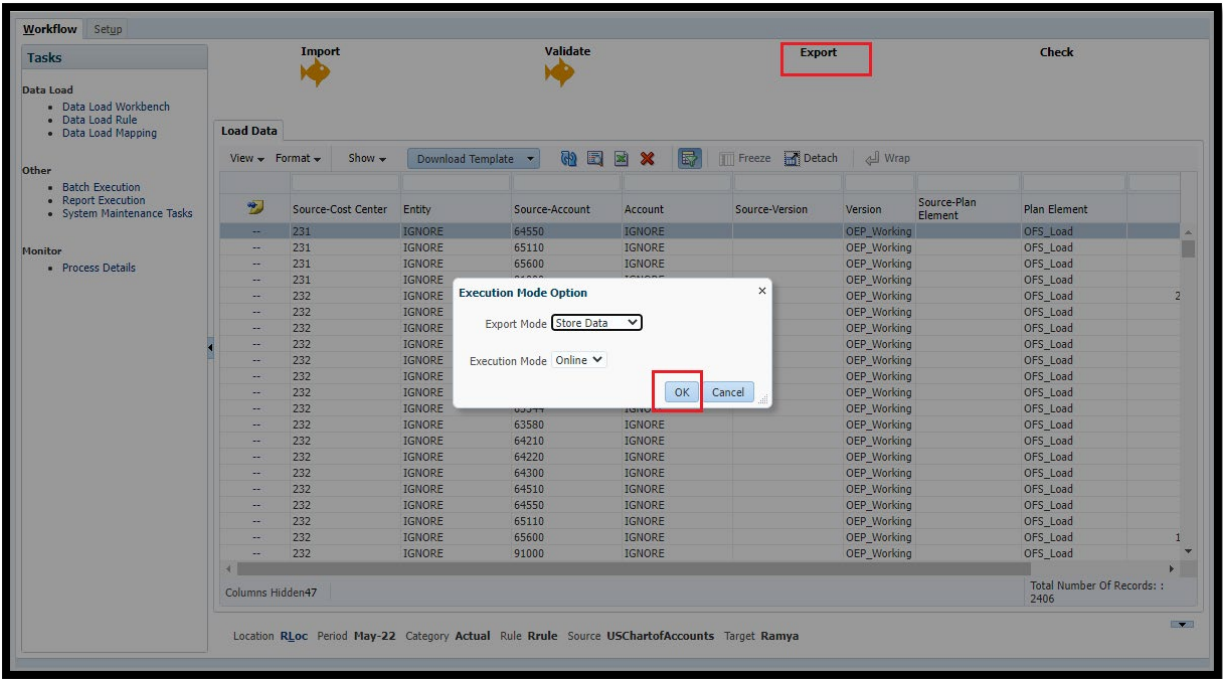 Workflow Setup
Tasks
Data Load
Data Load Workbench
Data Load Rule
Data Load Mapping
Other
Batch Execution
Report Execution
System Maintenance Tasks
Monitor
Process Details
Import Validate Export Check
Load Data
View Format Show Download Template Freeze Detach Wrap
Source-Cost Center Entity Source-Account Account Source-Version Version Source-Plan Element Plan Element
-- 231 IGNORE 64550 IGNORE OEP_Working OFS_Load
-- 231 IGNORE 65110 IGNORE OEP_Working OFS_Load
-- 231 IGNORE 65600 IGNORE OEP_Working OFS_Load
-- 231 IGNORE OEP_Working OFS_Load
-- 232 IGNORE OEP_Working OFS_Load 2
-- 232 IGNORE OEP_Working OFS_Load
-- 232 IGNORE OEP_Working OFS_Load
-- 232 IGNORE OEP_Working OFS_Load
-- 232 IGNORE OEP_Working OFS_Load
-- 232 IGNORE OEP_Working OFS_Load
-- 232 IGNORE OEP_Working OFS_Load
-- 232 IGNORE OEP_Working OFS_Load
-- 232 IGNORE 63580 IGNORE OEP_Working OFS_Load
-- 232 IGNORE 64210 IGNORE OEP_Working OFS_Load
-- 232 IGNORE 64220 IGNORE OEP_Working OFS_Load
-- 232 IGNORE 64300 IGNORE OEP_Working OFS_Load
-- 232 IGNORE 64510 IGNORE OEP_Working OFS_Load
-- 232 IGNORE 64550 IGNORE OEP_Working OFS_Load
-- 232 IGNORE 65110 IGNORE OEP_Working OFS_Load
-- 232 IGNORE 65600 IGNORE OEP_Working OFS_Load 1
-- 232 IGNORE 91000 IGNORE OEP_Working OFS_Load
Execution Mode Option ×
Export Mode Store Data
Execution Mode Online
OK Cancel
Columns Hidden47
Total Number Of Records: :
2406
Location RLoc Period May-22 Category Actual Rule Rrule Source USChartofAccounts Target Ramya